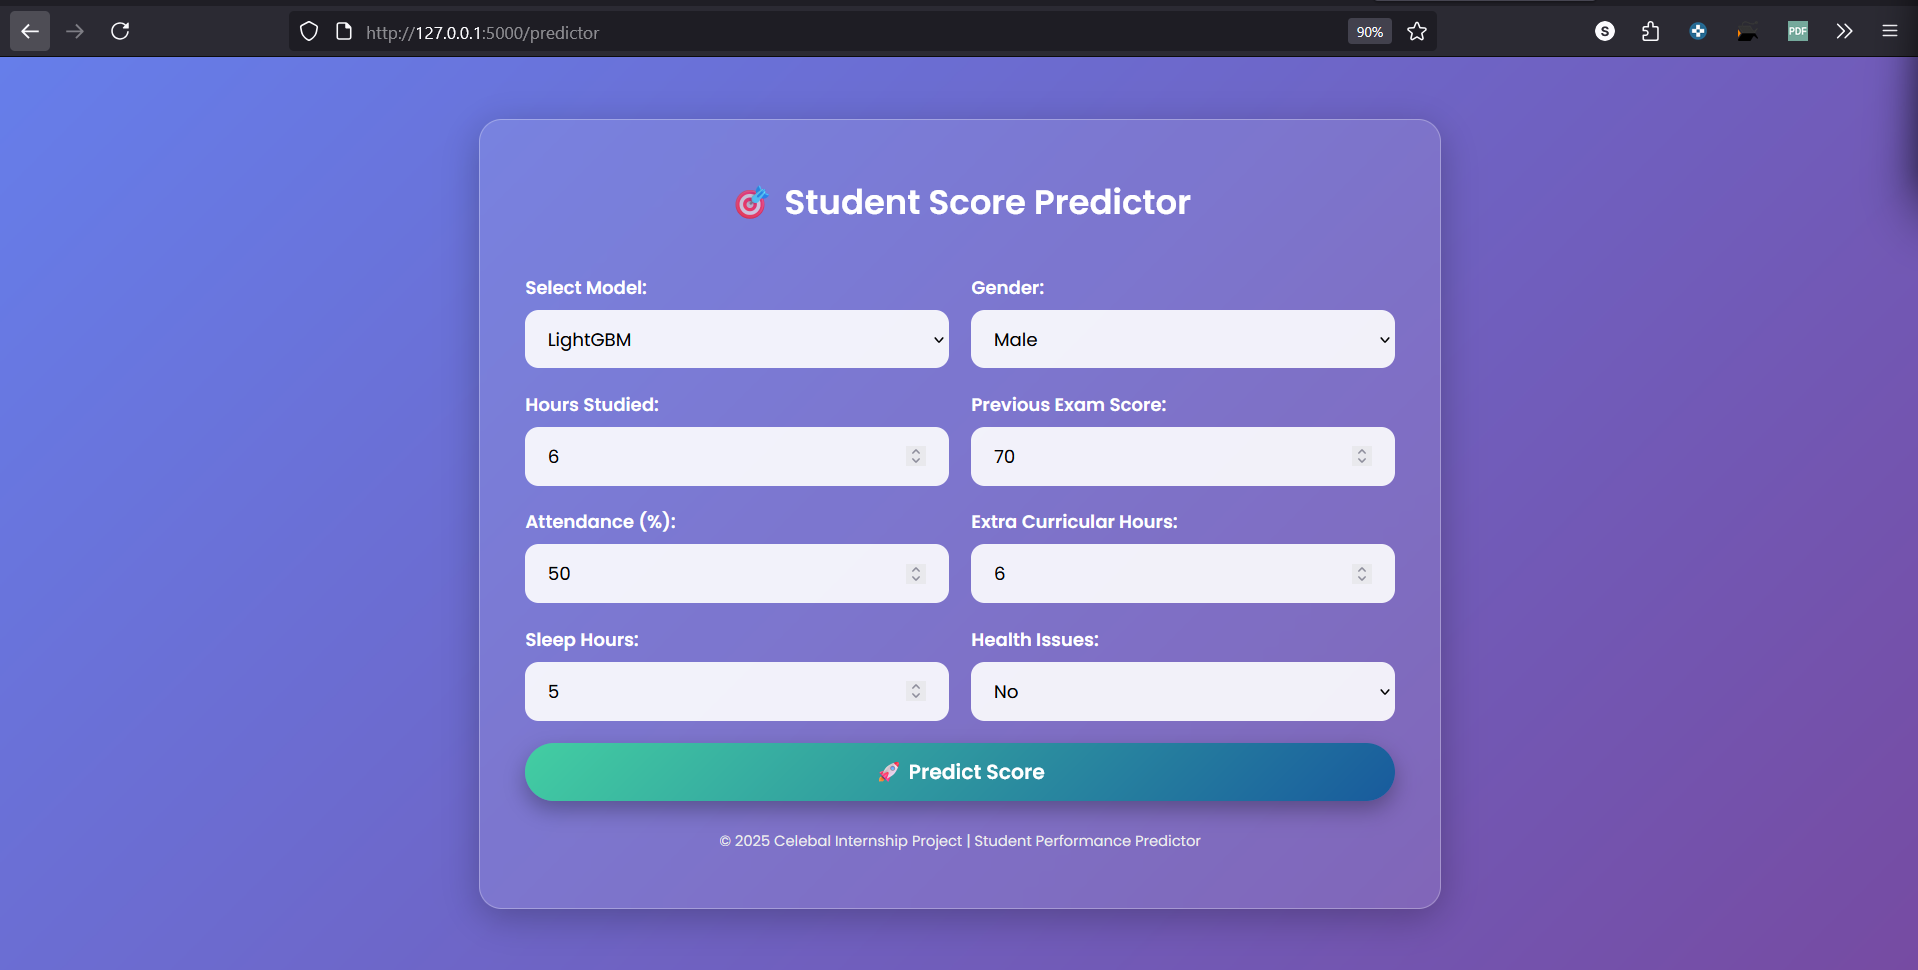 http://127.0.0.1:5000/predictor
90%
S
PDF
Student Score Predictor
Select Model:
Gender:
LightGBM
Male
Hours Studied:
Previous Exam Score:
6
70
Attendance (%):
Extra Curricular Hours:
50
6
Sleep Hours:
Health Issues:
5
No
Predict Score
© 2025 Celebal Internship Project | Student Performance Predictor